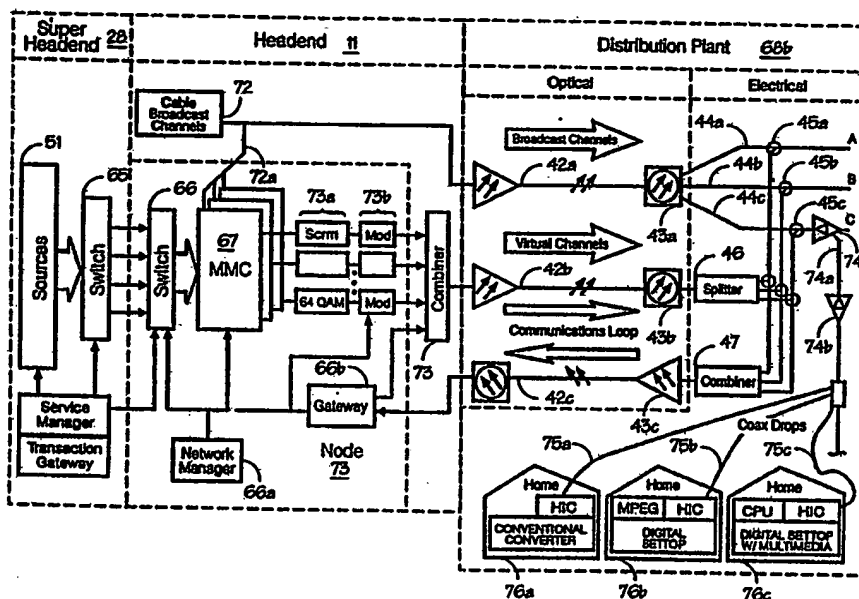 Super Headend 28
Headend 11
Distribution Plant 68b
Optical
Electrical
Cable Broadcast Channels
72
72a
Broadcast Channels
42a
43a
44a
44b
44c
45a
45b
45c
A
B
C
74
74a
74b
51
65
66
67
73a
73b
Sources
Switch
Switch
MMC
Scrm
Mod
64 QAM
Mod
Combiner
73
Virtual Channels
42b
43b
46
Splitter
Communications Loop
47
Combiner
42c
43c
66b
Gateway
Service Manager
Transaction Gateway
Network Manager
66a
Node 73
Coax Drops
75a
75b
75c
Home
HIC
CONVENTIONAL CONVERTER
76a
Home
MPEG
HIC
DIGITAL SETTOP
76b
Home
CPU
HIC
DIGITAL SETTOP W/ MULTIMEDIA
76c